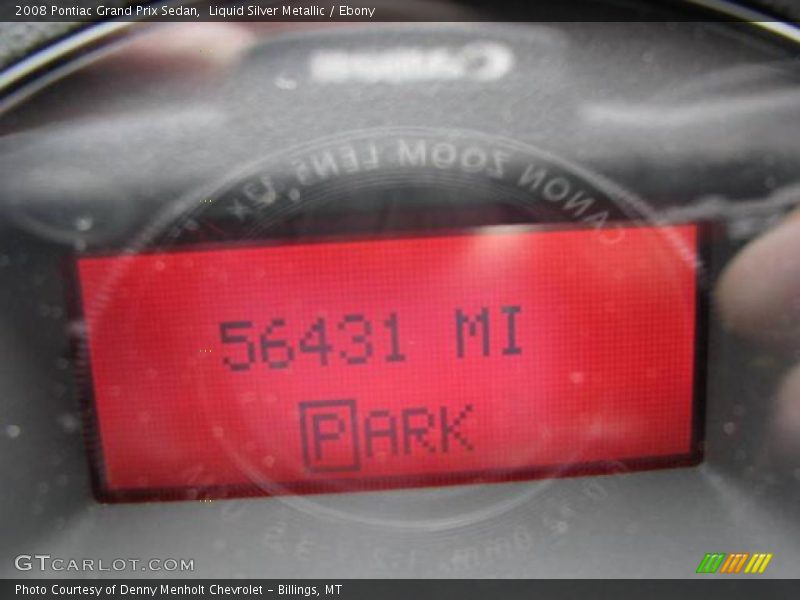 2008 Pontiac Grand Prix Sedan,  Liquid Silver Metallic / Ebony
Canon
CANON ZOOM LENS 12x
56431 MI
PARK
GTCARLOT.COM
Photo Courtesy of Denny Menholt Chevrolet – Billings, MT